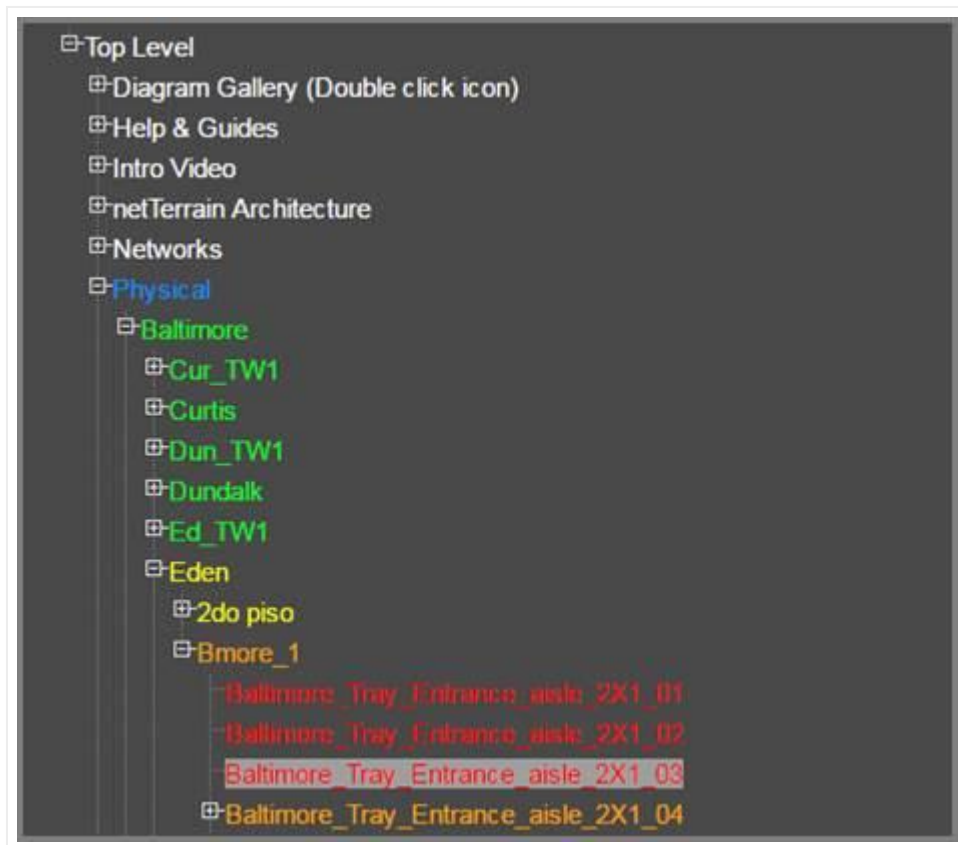 Top Level
Diagram Gallery (Double click icon)
Help & Guides
Intro Video
netTerrain Architecture
Networks
Physical
Baltimore
Cur_TW1
Curtis
Dun_TW1
Dundalk
Ed_TW1
Eden
2do piso
Bmore_1
Baltimore_Tray_Entrance_aisle_2X1_01
Baltimore_Tray_Entrance_aisle_2X1_02
Baltimore_Tray_Entrance_aisle_2X1_03
Baltimore_Tray_Entrance_aisle_2X1_04